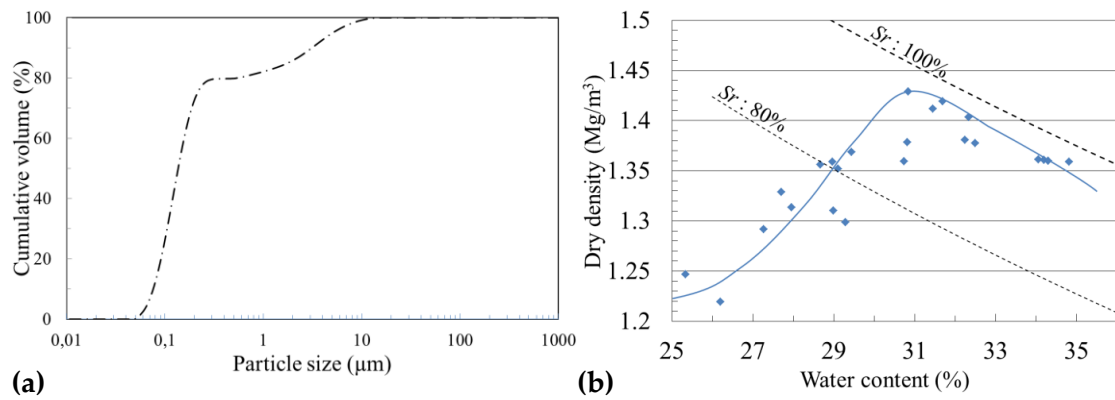 100
80
60
40
20
0
Cumulative volume (%)
0,01 0,1 1 10 100 1000
Particle size (μm)
(a)
1.5
1.45
1.4
1.35
1.3
1.25
1.2
Dry density (Mg/m³)
Sr : 100%
Sr : 80%
25 27 29 31 33 35
Water content (%)
(b)